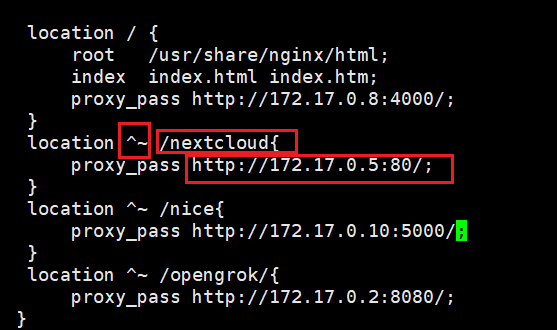 location / {
root /usr/share/nginx/html;
index index.html index.htm;
proxy_pass http://172.17.0.8:4000/;
}
location ^~ /nextcloud{
proxy_pass http://172.17.0.5:80/;
}
location ^~ /nice{
proxy_pass http://172.17.0.10:5000/;
}
location ^~ /opengrok/{
proxy_pass http://172.17.0.2:8080/;
}